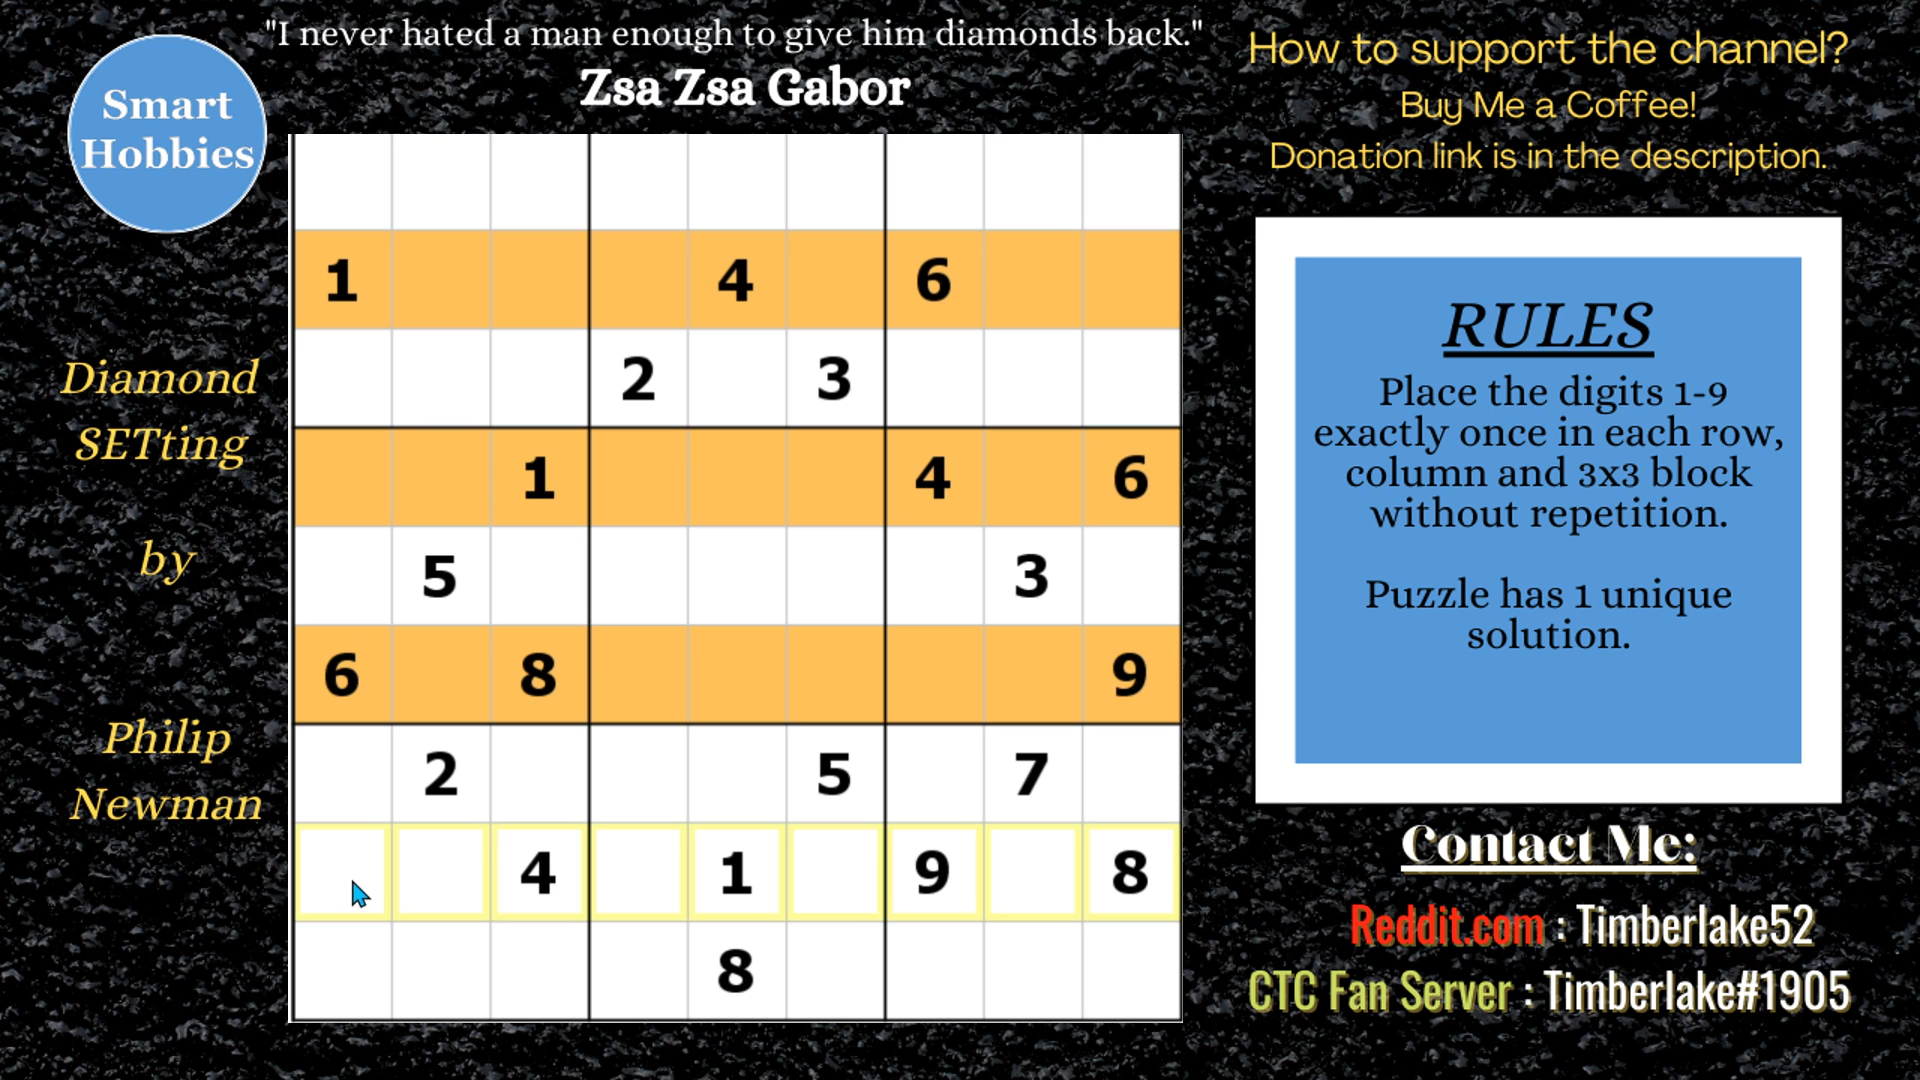 "I never hated a man enough to give him diamonds back."
Zsa Zsa Gabor
Smart
Hobbies
Diamond
SETting
by
Philip
Newman
1 4 6
2 3
1 4 6
5 3
6 8 9
2 5 7
4 1 9 8
8
How to support the channel?
Buy Me a Coffee!
Donation link is in the description.
RULES
Place the digits 1-9
exactly once in each row,
column and 3x3 block
without repetition.
Puzzle has 1 unique
solution.
Contact Me:
Reddit.com : Timberlake52
CTC Fan Server : Timberlake#1905